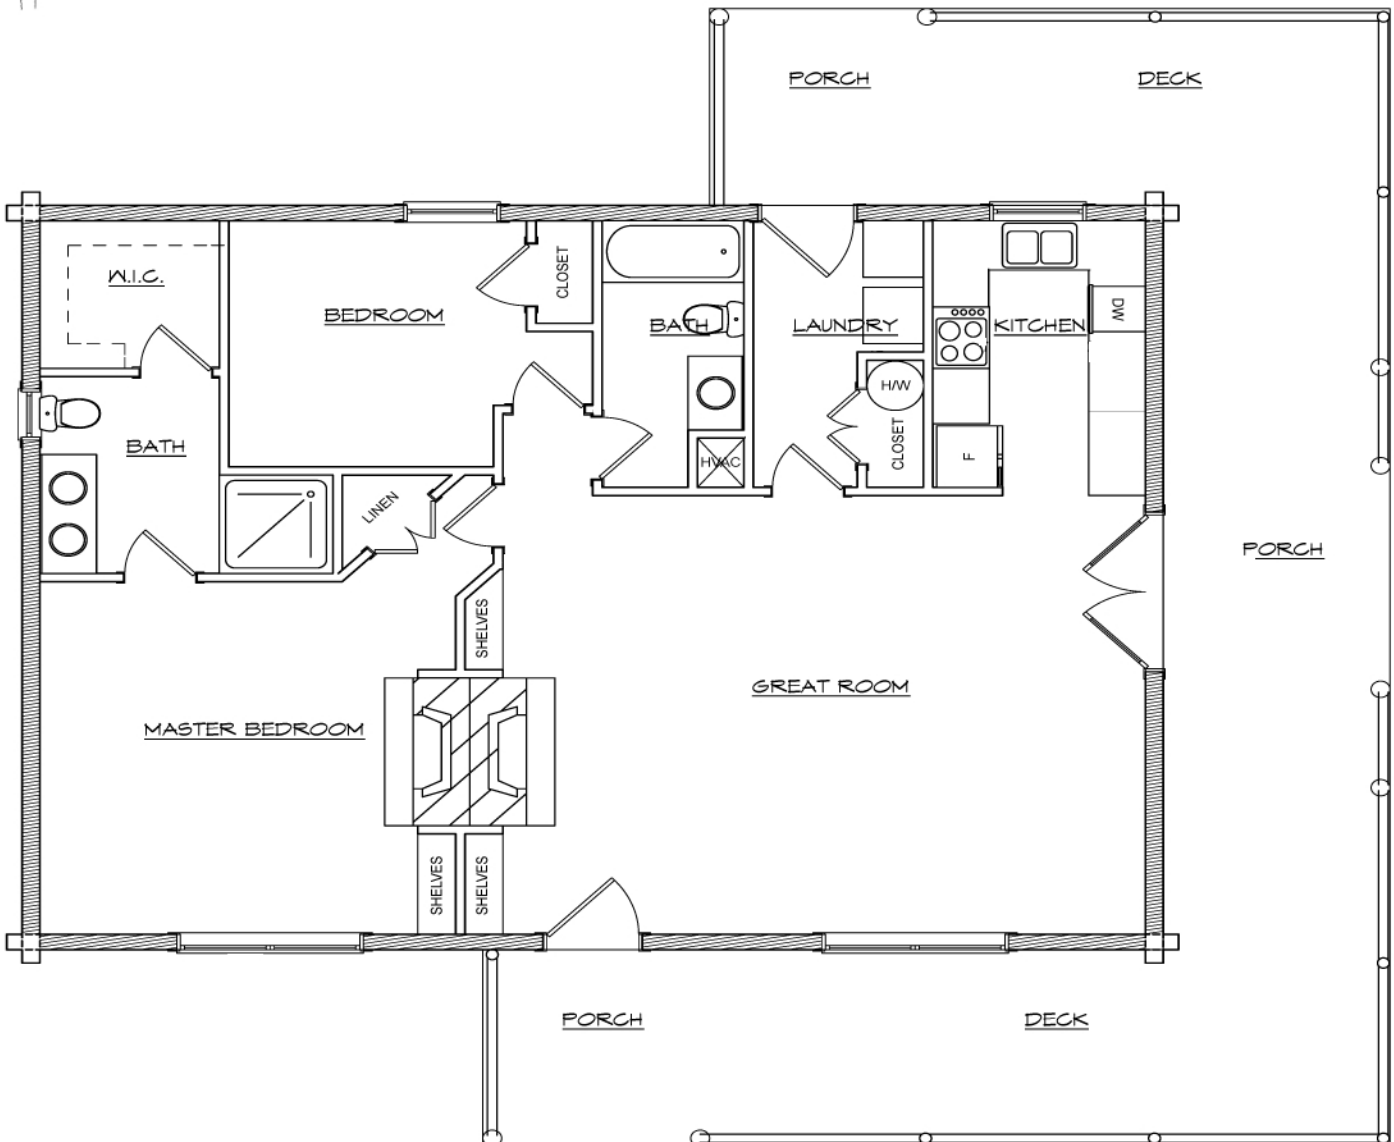 PORCH
DECK
W.I.C.
CLOSET
BEDROOM
BATH
LAUNDRY
KITCHEN
DW
H/W
BATH
CLOSET
F
HVAC
LINEN
PORCH
SHELVES
GREAT ROOM
MASTER BEDROOM
SHELVES
SHELVES
PORCH
DECK